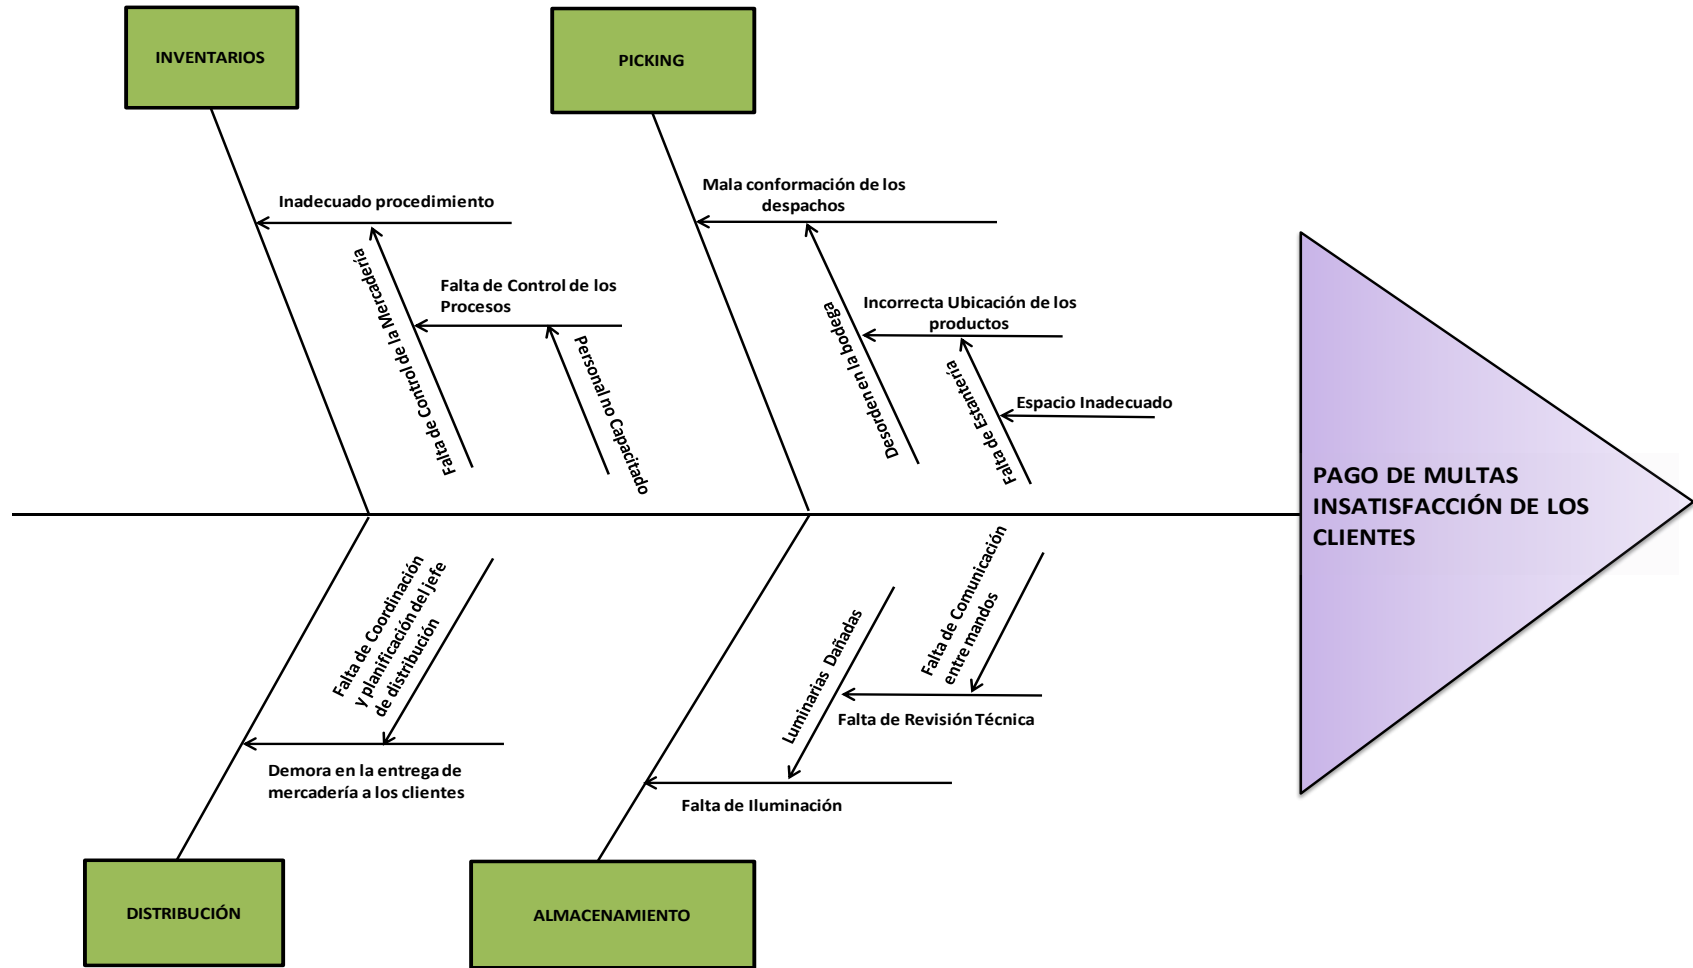 INVENTARIOS
PICKING
Inadecuado procedimiento
Falta de Control de la Mercadería
Falta de Control de los
Procesos
Personal no Capacitado
Mala conformación de los
despachos
Desorden en la bodega
Incorrecta Ubicación de los
productos
Falta de Estantería
Espacio Inadecuado
PAGO DE MULTAS
INSATISFACCIÓN DE LOS
CLIENTES
Falta de Coordinación
y planificación del jefe
de distribución
Demora en la entrega de
mercadería a los clientes
Luminarias Dañadas
Falta de Comunicación
entre mandos
Falta de Revisión Técnica
Falta de Iluminación
DISTRIBUCIÓN
ALMACENAMIENTO